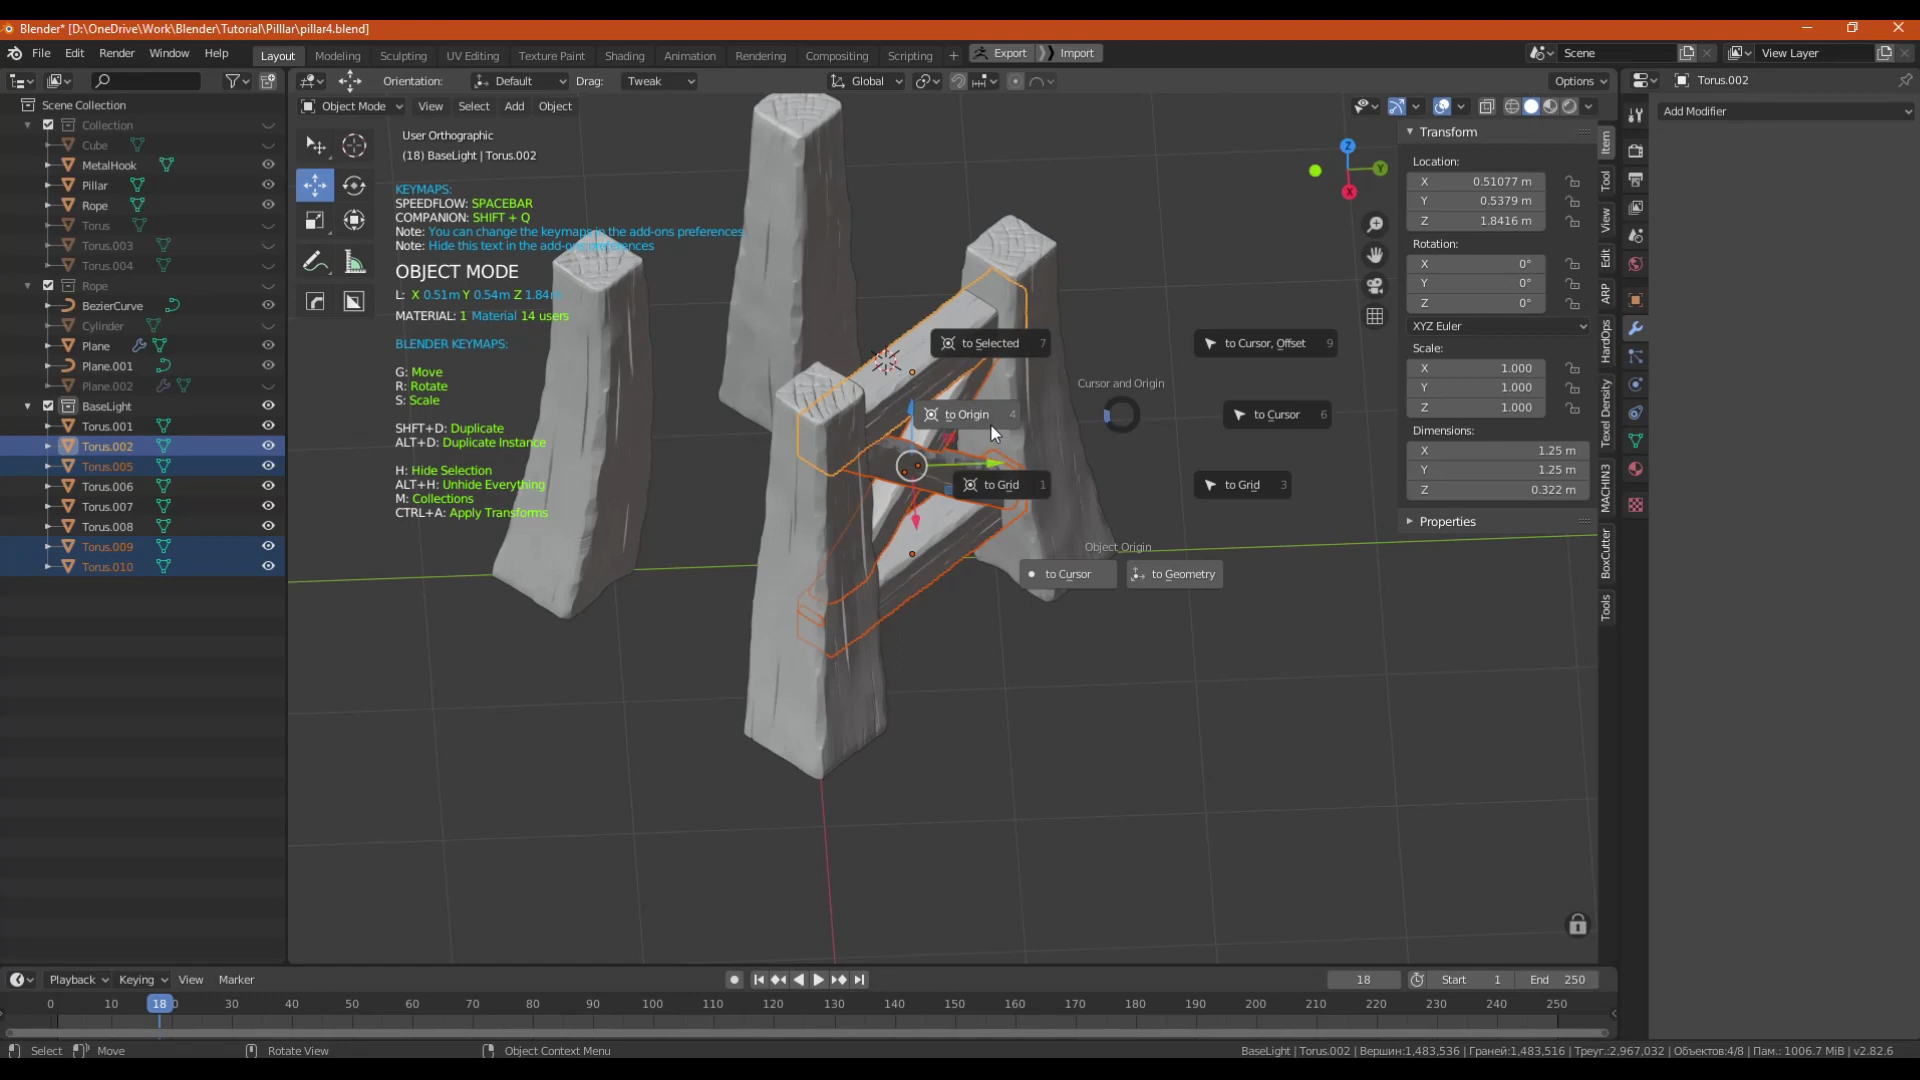 Blender* [D:\OneDrive\Work\Blender\Tutorial\Pilllar\pillar4.blend]
File Edit Render Window Help
Layout Modeling Sculpting UV Editing Texture Paint Shading Animation Rendering Compositing Scripting + Export Import
Scene View Layer
Orientation: Default Drag: Tweak Global Options
Torus.002
Object Mode View Select Add Object
Add Modifier
Scene Collection
Collection
Cube
MetalHook
Pillar
Rope
Torus
Torus.003
Torus.004
Rope
BezierCurve
Cylinder
Plane
Plane.001
Plane.002
BaseLight
Torus.001
Torus.002
Torus.005
Torus.006
Torus.007
Torus.008
Torus.009
Torus.010
User Orthographic
(18) BaseLight | Torus.002
KEYMAPS:
SPEEDFLOW: SPACEBAR
COMPANION: SHIFT + Q
Note: You can change the keymaps in the add-ons preferences
Note: Hide this text in the add-ons preferences
OBJECT MODE
L: X 0.51m Y 0.54m Z 1.84m
MATERIAL: 1 Material 14 users
BLENDER KEYMAPS:
G: Move
R: Rotate
S: Scale
SHFT+D: Duplicate
ALT+D: Duplicate Instance
H: Hide Selection
ALT+H: Unhide Everything
M: Collections
CTRL+A: Apply Transforms
Z
Y
X
to Selected 7
to Cursor, Offset 9
Cursor and Origin
to Origin 4
to Cursor 6
to Grid 1
to Grid 3
Object Origin
to Cursor
to Geometry
Transform
Location:
X 0.51077 m
Y 0.5379 m
Z 1.8416 m
Rotation:
X 0°
Y 0°
Z 0°
XYZ Euler
Scale:
X 1.000
Y 1.000
Z 1.000
Dimensions:
X 1.25 m
Y 1.25 m
Z 0.322 m
Properties
Item
Tool
View
Edit
ARP
HardOps
Texel Density
MACHIN3
BoxCutter
Tools
Playback Keying View Marker
18 Start 1 End 250
0 10 18 30 40 50 60 70 80 90 100 110 120 130 140 150 160 170 180 190 200 210 220 230 240 250
Select Move Rotate View Object Context Menu
BaseLight | Torus.002 | Вершин:1,483,536 | Граней:1,483,516 | Треуг.:2,967,032 | Объектов:4/8 | Пам.: 1006.7 MiB | v2.82.6